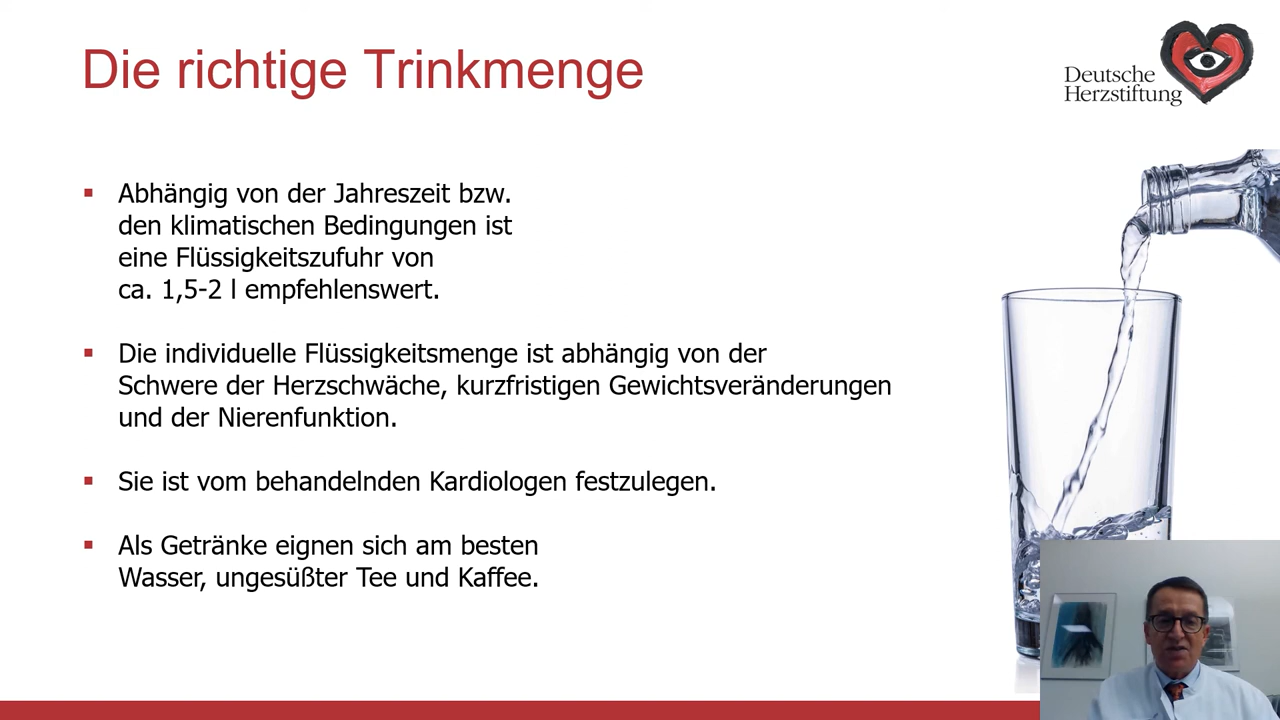 Die richtige Trinkmenge
Deutsche
Herzstiftung
Abhängig von der Jahreszeit bzw.
den klimatischen Bedingungen ist
eine Flüssigkeitszufuhr von
ca. 1,5-2 l empfehlenswert.
Die individuelle Flüssigkeitsmenge ist abhängig von der
Schwere der Herzschwäche, kurzfristigen Gewichtsveränderungen
und der Nierenfunktion.
Sie ist vom behandelnden Kardiologen festzulegen.
Als Getränke eignen sich am besten
Wasser, ungesüßter Tee und Kaffee.